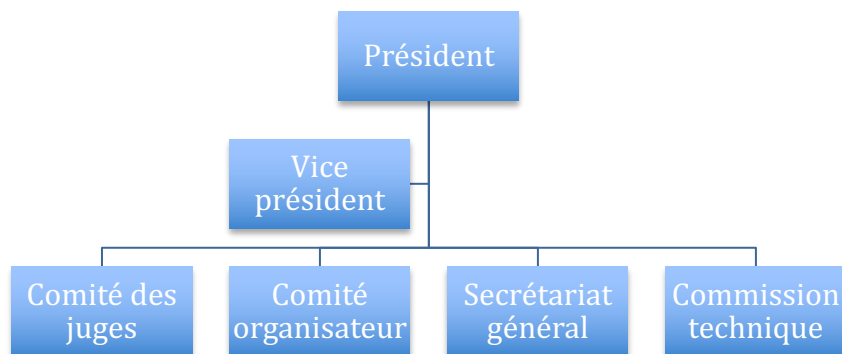 Président
Vice
président
Comité des
juges
Comité
organisateur
Secrétariat
général
Commission
technique